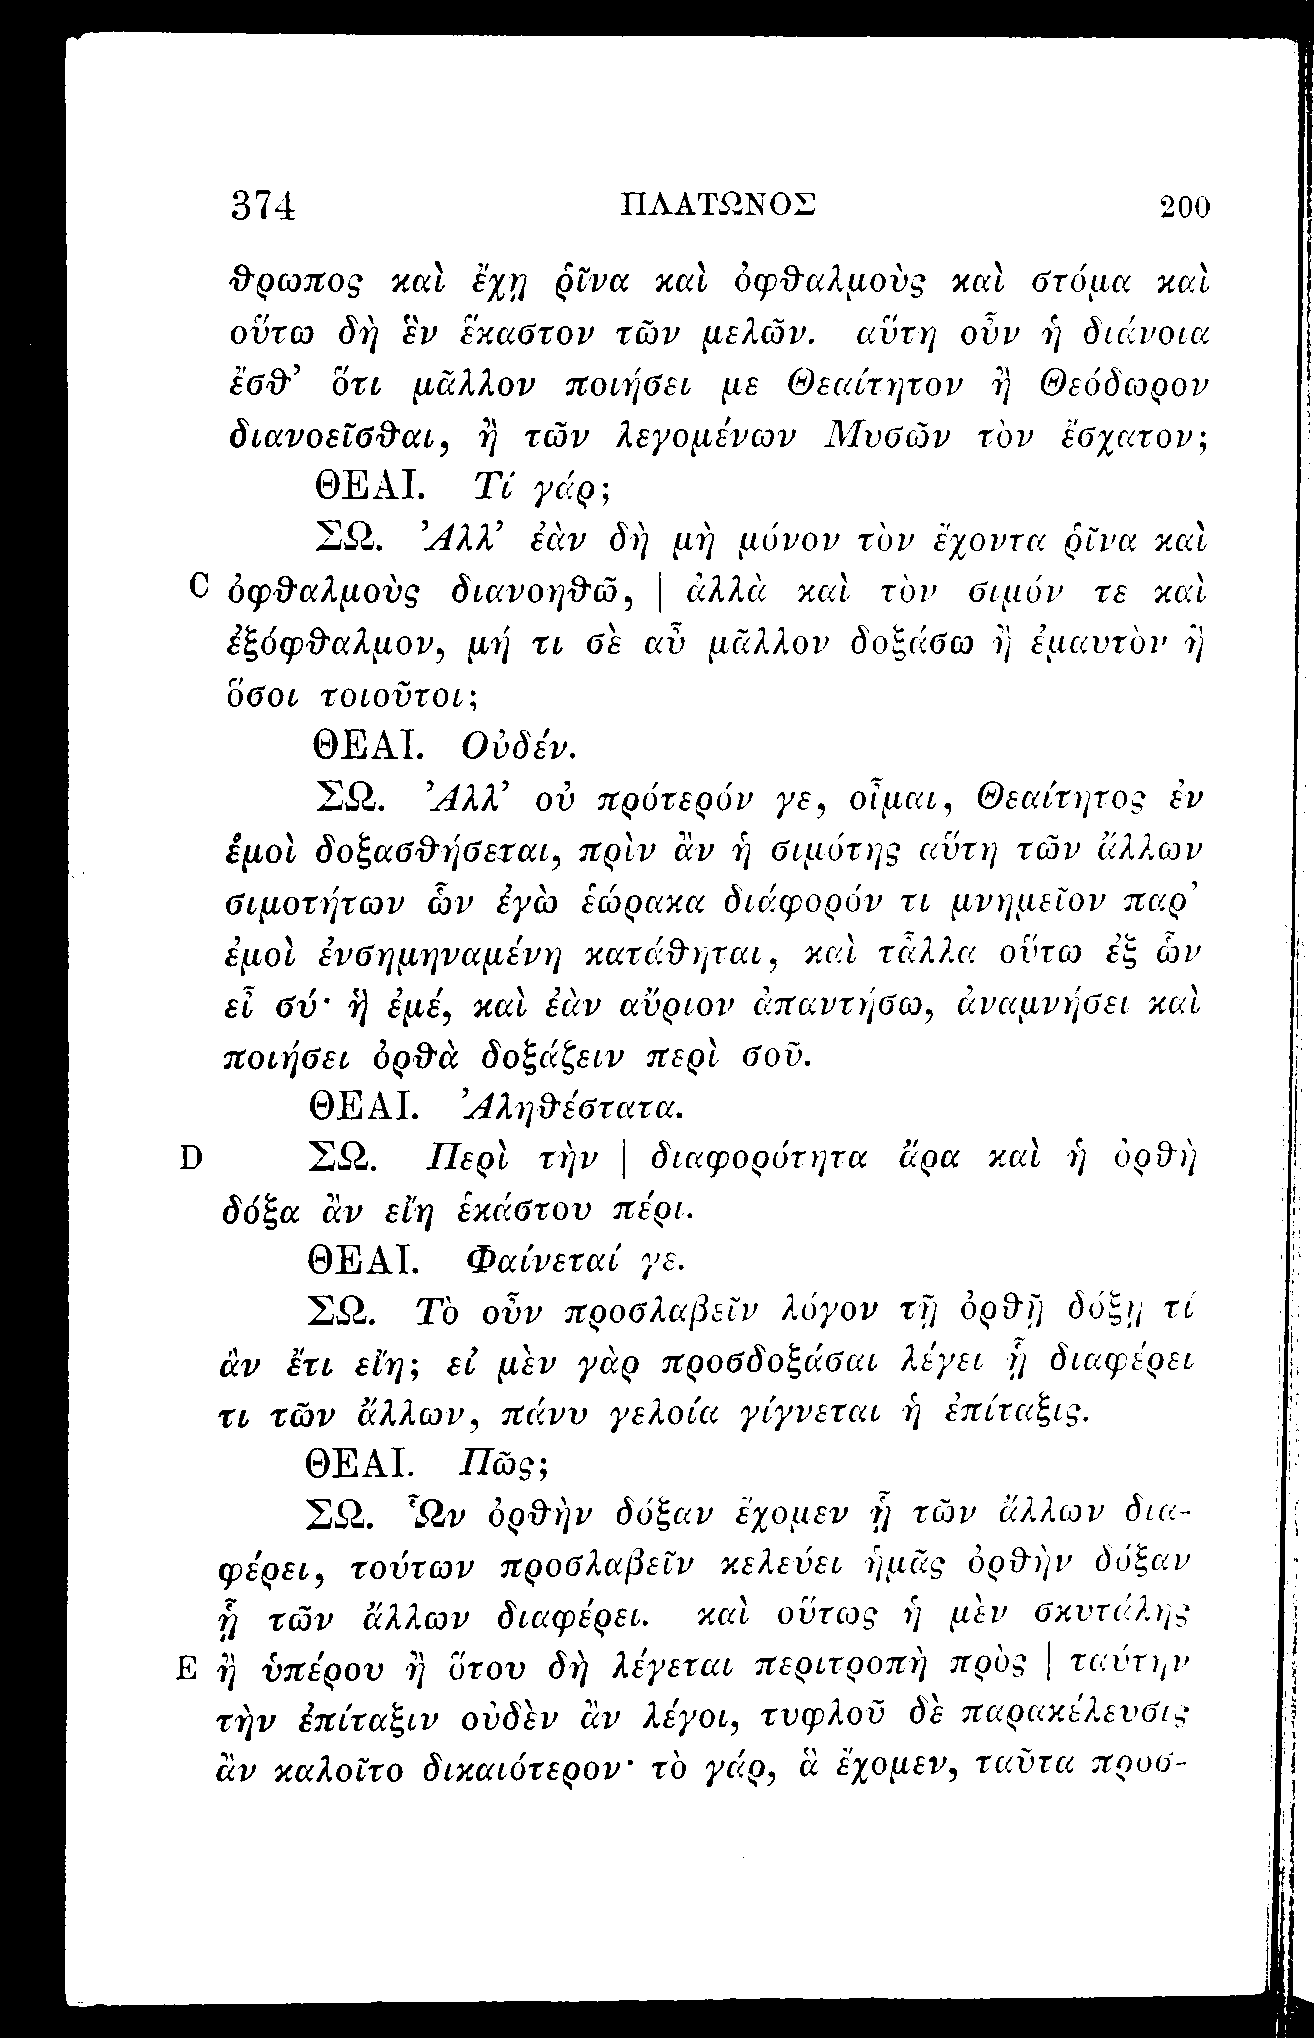 374 ΠΛΑΤΩΝΟΣ 200
θρωπος καὶ ἔχῃ ῥῖνα καὶ ὀφθαλμοὺς καὶ στόμα καὶ
οὕτω δὴ ἓν ἕκαστον τῶν μελῶν. αὕτη οὖν ἡ διάνοια
ἔσθ’ ὅτι μᾶλλον ποιήσει με Θεαίτητον ἢ Θεόδωρον
διανοεῖσθαι, ἢ τῶν λεγομένων Μυσῶν τὸν ἔσχατον;
ΘΕΑΙ. Τί γάρ;
ΣΩ. Ἀλλ’ ἐὰν δὴ μὴ μόνον τὸν ἔχοντα ῥῖνα καὶ
C ὀφθαλμοὺς διανοηθῶ, | ἀλλὰ καὶ τὸν σιμόν τε καὶ
ἐξόφθαλμον, μή τι σὲ αὖ μᾶλλον δοξάσω ἢ ἐμαυτὸν ἢ
ὅσοι τοιοῦτοι;
ΘΕΑΙ. Οὐδέν.
ΣΩ. Ἀλλ’ οὐ πρότερόν γε, οἶμαι, Θεαίτητος ἐν
ἐμοὶ δοξασθήσεται, πρὶν ἂν ἡ σιμότης αὕτη τῶν ἄλλων
σιμοτήτων ὧν ἐγὼ ἑώρακα διάφορόν τι μνημεῖον παρ’
ἐμοὶ ἐνσημηναμένη κατάθηται, καὶ τἆλλα οὕτω ἐξ ὧν
εἶ σύ· ἣ ἐμέ, καὶ ἐὰν αὔριον ἀπαντήσω, ἀναμνήσει καὶ
ποιήσει ὀρθὰ δοξάζειν περὶ σοῦ.
ΘΕΑΙ. Ἀληθέστατα.
D ΣΩ. Περὶ τὴν | διαφορότητα ἄρα καὶ ἡ ὀρθὴ
δόξα ἂν εἴη ἑκάστου πέρι.
ΘΕΑΙ. Φαίνεταί γε.
ΣΩ. Τὸ οὖν προσλαβεῖν λόγον τῇ ὀρθῇ δόξῃ τί
ἂν ἔτι εἴη; εἰ μὲν γὰρ προσδοξάσαι λέγει ᾗ διαφέρει
τι τῶν ἄλλων, πάνυ γελοία γίγνεται ἡ ἐπίταξις.
ΘΕΑΙ. Πῶς;
ΣΩ. Ὧν ὀρθὴν δόξαν ἔχομεν ᾗ τῶν ἄλλων δια-
φέρει, τούτων προσλαβεῖν κελεύει ἡμᾶς ὀρθὴν δόξαν
ᾗ τῶν ἄλλων διαφέρει. καὶ οὕτως ἡ μὲν σκυτάλης
E ἢ ὑπέρου ἢ ὅτου δὴ λέγεται περιτροπὴ πρὸς | ταύτην
τὴν ἐπίταξιν οὐδὲν ἂν λέγοι, τυφλοῦ δὲ παρακέλευσις
ἂν καλοῖτο δικαιότερον· τὸ γάρ, ἃ ἔχομεν, ταῦτα προσ-